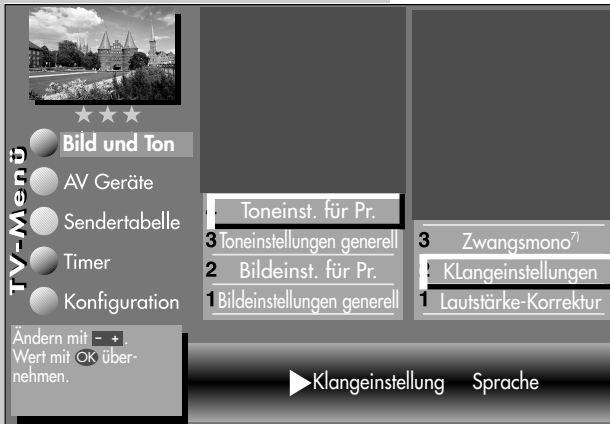 TV-Menü
Bild und Ton
AV Geräte
Sendertabelle
Timer
Konfiguration
Ändern mit - + .
Wert mit OK über-
nehmen.
Toneinst. für Pr.
3 Toneinstellungen generell
2 Bildeinst. für Pr.
1 Bildeinstellungen generell
3 Zwangsmono7)
2 KLangeinstellungen
1 Lautstärke-Korrektur
Klangeinstellung Sprache